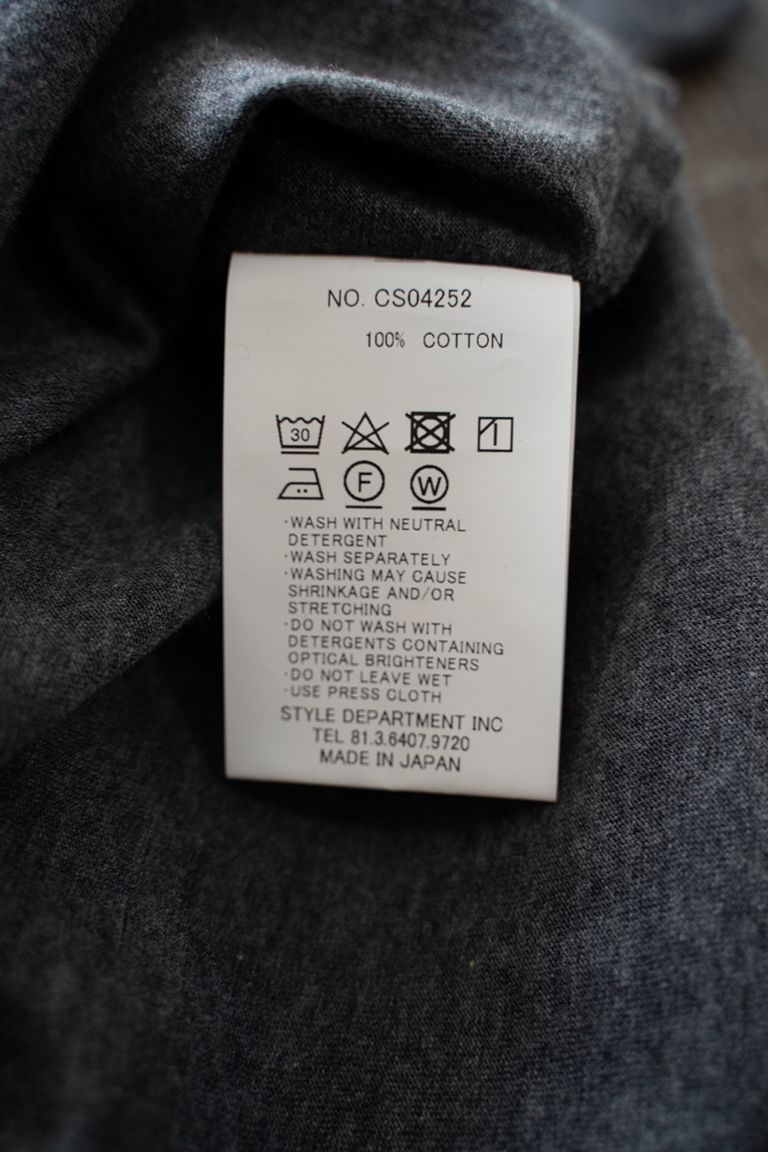 NO. CS04252
100% COTTON
30
F W
·WASH WITH NEUTRAL
DETERGENT
·WASH SEPARATELY
·WASHING MAY CAUSE
SHRINKAGE AND/OR
STRETCHING
·DO NOT WASH WITH
DETERGENTS CONTAINING
OPTICAL BRIGHTENERS
·DO NOT LEAVE WET
·USE PRESS CLOTH
STYLE DEPARTMENT INC
TEL 81.3.6407.9720
MADE IN JAPAN